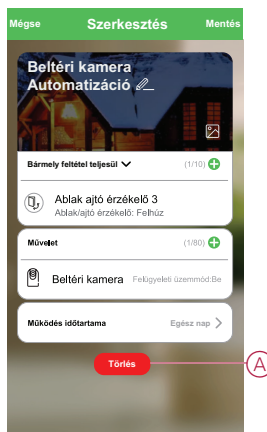 Mégse Szerkesztés Mentés
Beltéri kamera
Automatizáció
Bármely feltétel teljesül (1/10)
Ablak ajtó érzékelő 3
Ablak/ajtó érzékelő: Felhúz
Művelet (1/80)
Beltéri kamera Felügyeleti üzemmód:Be
Működés időtartama Egész nap
Törlés
A